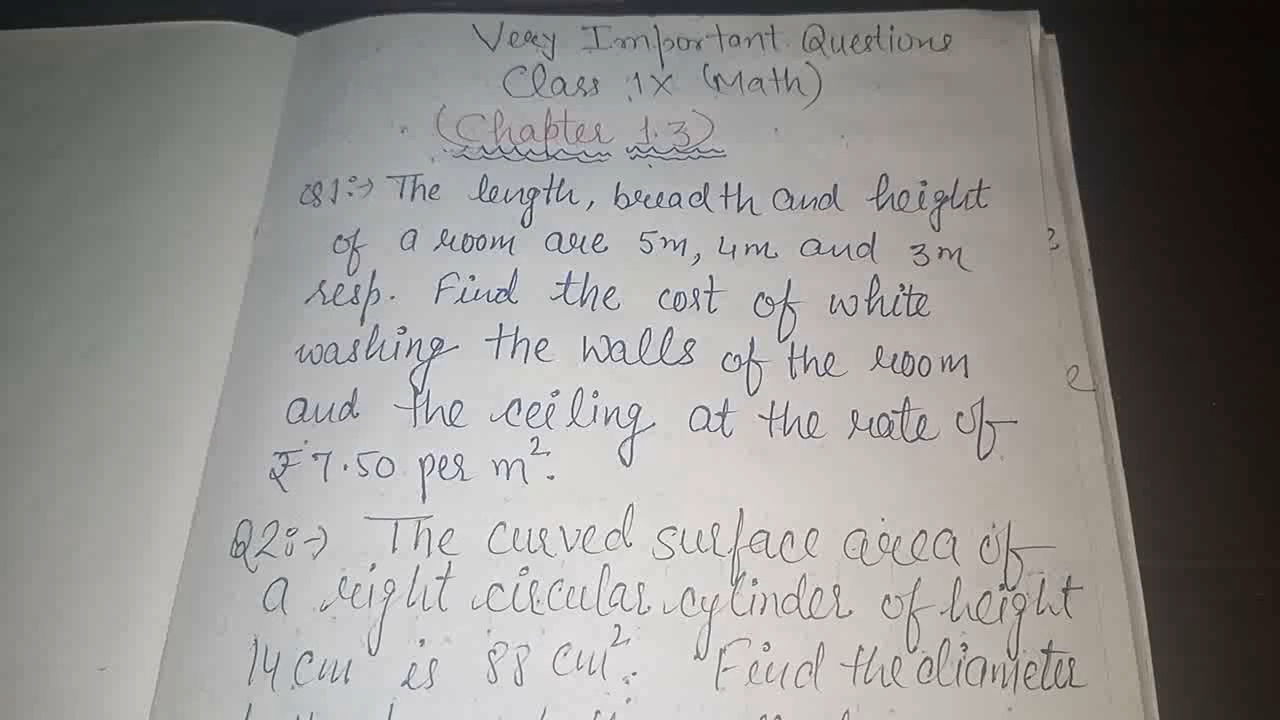 Very Important Questions
Class 1X (Math)
(Chapter 13)
Q1:→ The length, breadth and height
of a room are 5m, 4m and 3m
resp. Find the cost of white
washing the walls of the room
and the ceiling at the rate of
₹7.50 per m².
Q2:→ The curved surface area of
a right circular cylinder of height
14 cm is 88 cm². Find the diameter